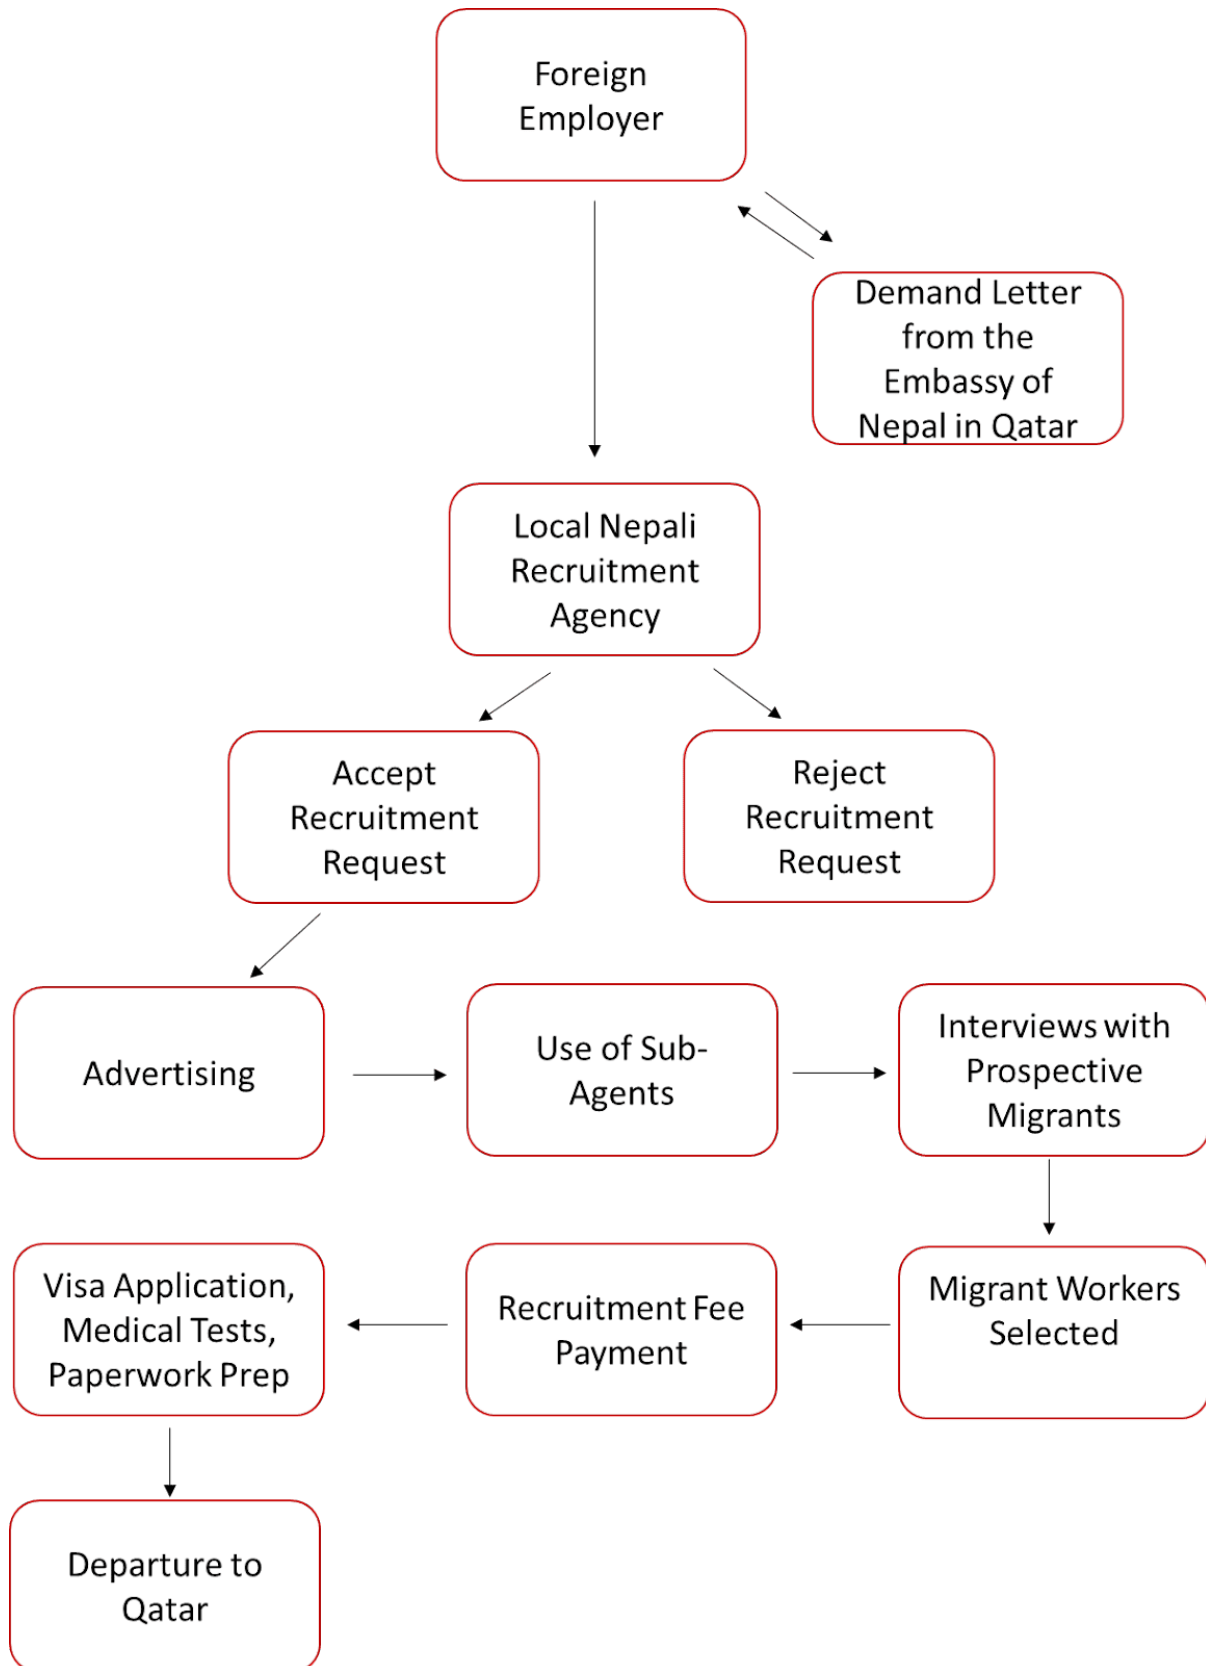 Foreign
Employer
Demand Letter
from the
Embassy of
Nepal in Qatar
Local Nepali
Recruitment
Agency
Accept
Recruitment
Request
Reject
Recruitment
Request
Advertising
Use of Sub-
Agents
Interviews with
Prospective
Migrants
Migrant Workers
Selected
Recruitment Fee
Payment
Visa Application,
Medical Tests,
Paperwork Prep
Departure to
Qatar